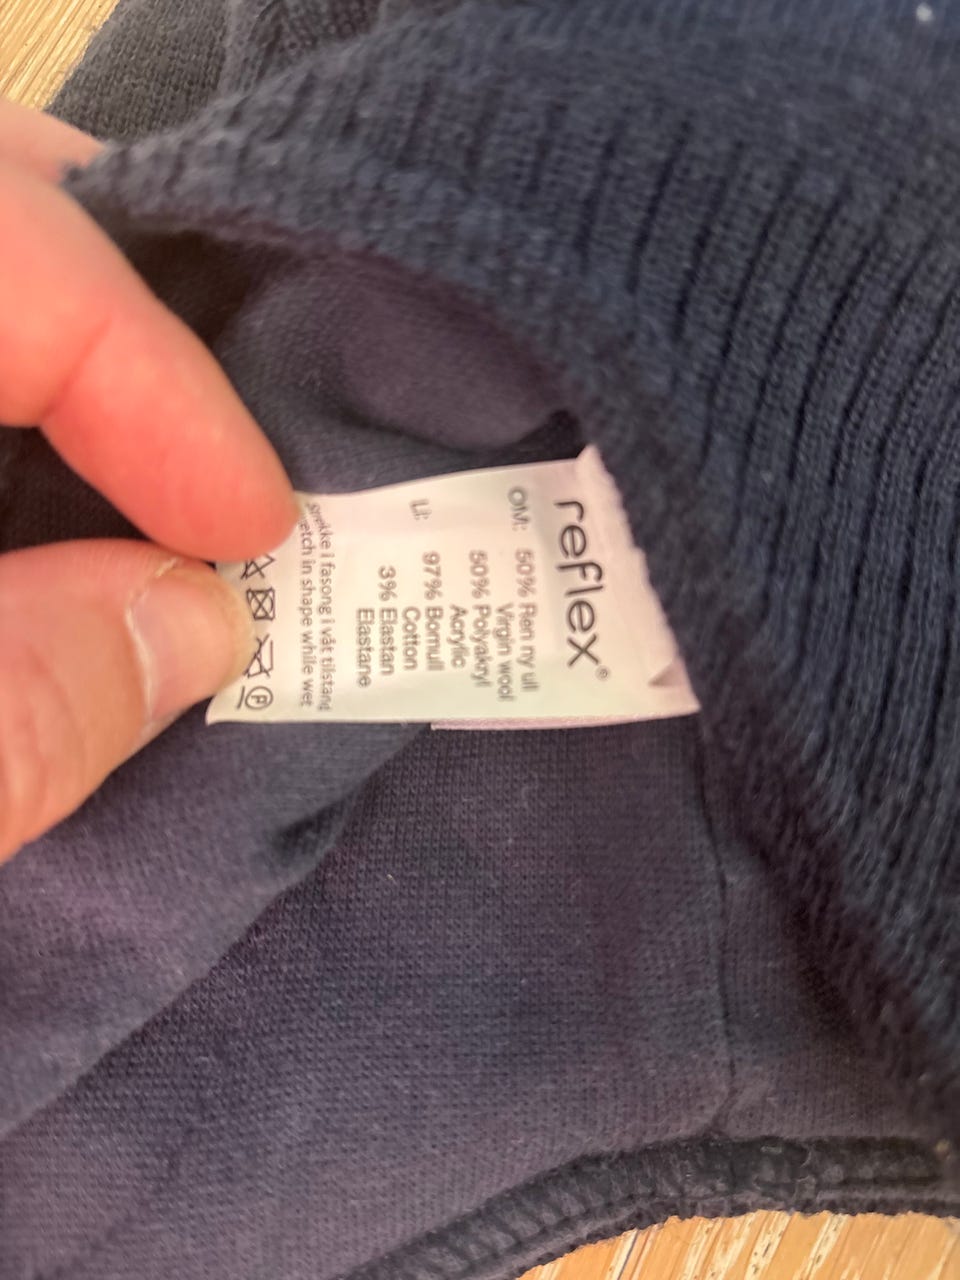 reflex®
OM: 50% Ren ny ull
Virgin wool
50% Polyakryl
Acrylic
LI: 97% Bomull
Cotton
3% Elastan
Elastane
Strekke i fasong i våt tilstand
stretch in shape while wet
P